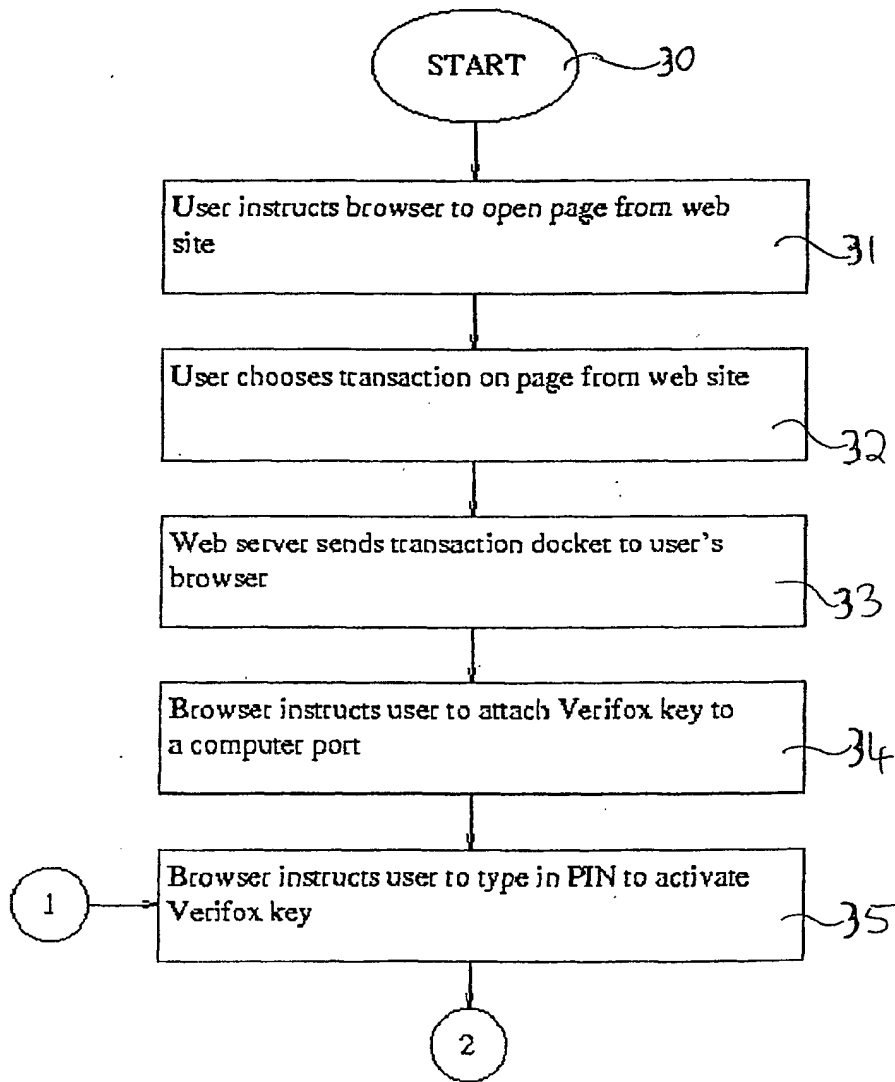 START
30
User instructs browser to open page from web
site
31
User chooses transaction on page from web site
32
Web server sends transaction docket to user's
browser
33
Browser instructs user to attach Verifox key to
a computer port
34
1
Browser instructs user to type in PIN to activate
Verifox key
35
2